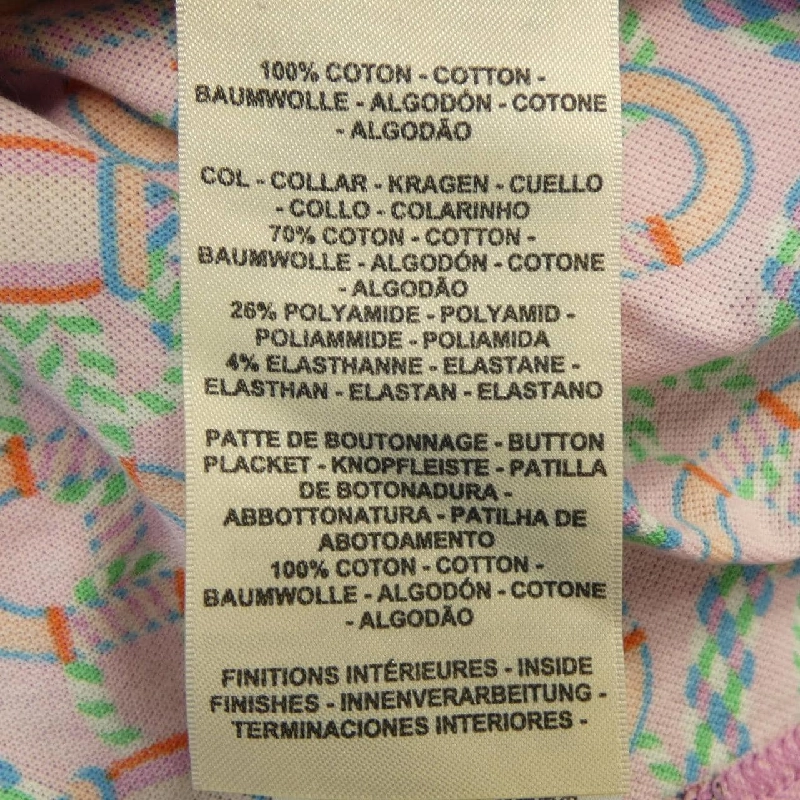 100% COTON - COTTON -
BAUMWOLLE - ALGODÓN - COTONE
- ALGODÃO
COL - COLLAR - KRAGEN - CUELLO
- COLLO - COLARINHO
70% COTON - COTTON -
BAUMWOLLE - ALGODÓN - COTONE
- ALGODÃO
26% POLYAMIDE - POLYAMID -
POLIAMMIDE - POLIAMIDA
4% ELASTHANNE - ELASTANE -
ELASTHAN - ELASTAN - ELASTANO
PATTE DE BOUTONNAGE - BUTTON
PLACKET - KNOPFLEISTE - PATILLA
DE BOTONADURA -
ABBOTTONATURA - PATILHA DE
ABOTOAMENTO
100% COTON - COTTON -
BAUMWOLLE - ALGODÓN - COTONE
- ALGODÃO
FINITIONS INTÉRIEURES - INSIDE
FINISHES - INNENVERARBEITUNG -
TERMINACIONES INTERIORES -